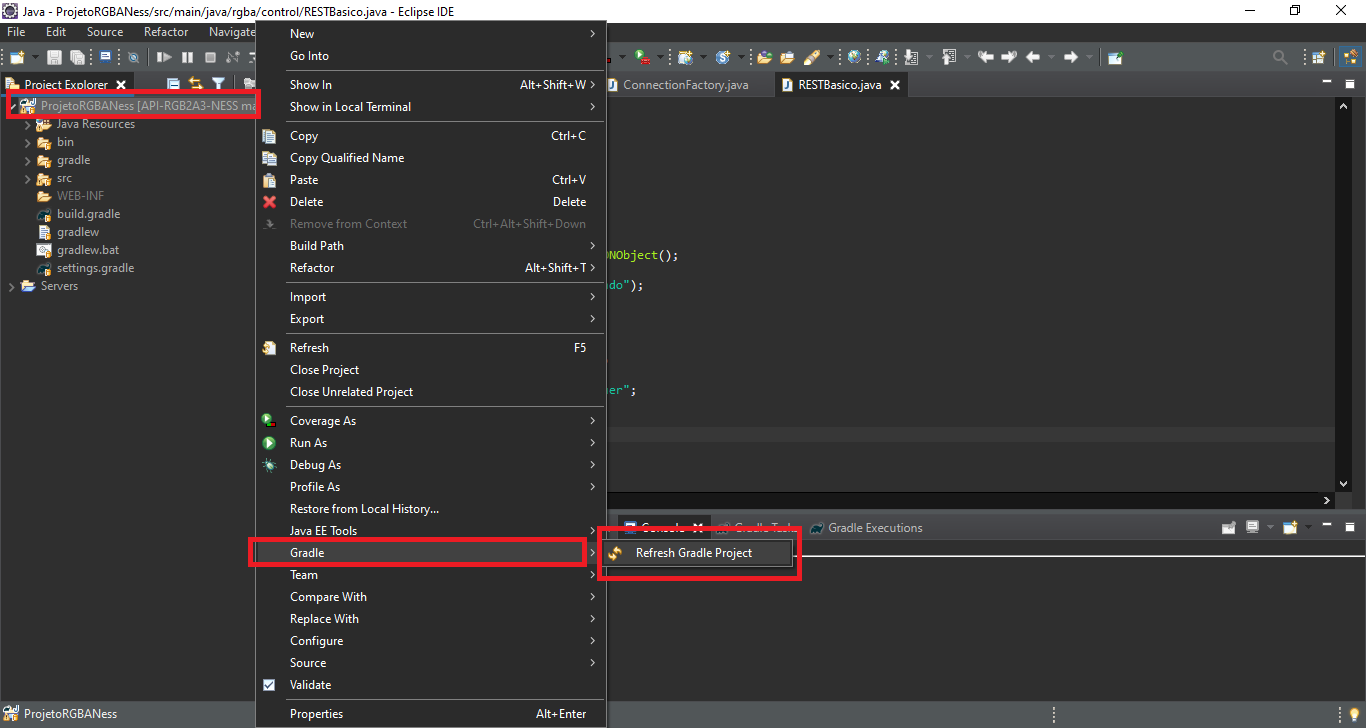 Java - ProjetoRGBANess/src/main/java/rgba/control/RESTBasico.java - Eclipse IDE
File Edit Source Refactor Navigate
Project Explorer
ProjetoRGBANess [API-RGB2A3-NESS ma
Java Resources
bin
gradle
src
WEB-INF
build.gradle
gradlew
gradlew.bat
settings.gradle
Servers
New
Go Into
Show In Alt+Shift+W
Show in Local Terminal
Copy Ctrl+C
Copy Qualified Name
Paste Ctrl+V
Delete Delete
Remove from Context Ctrl+Alt+Shift+Down
Build Path
Refactor Alt+Shift+T
Import
Export
Refresh F5
Close Project
Close Unrelated Project
Coverage As
Run As
Debug As
Profile As
Restore from Local History...
Java EE Tools
Gradle
Team
Compare With
Replace With
Configure
Source
Validate
Properties Alt+Enter
Refresh Gradle Project
ConnectionFactory.java RESTBasico.java
NObject();
do");
er";
Console Gradle Tasks Gradle Executions
ProjetoRGBANess